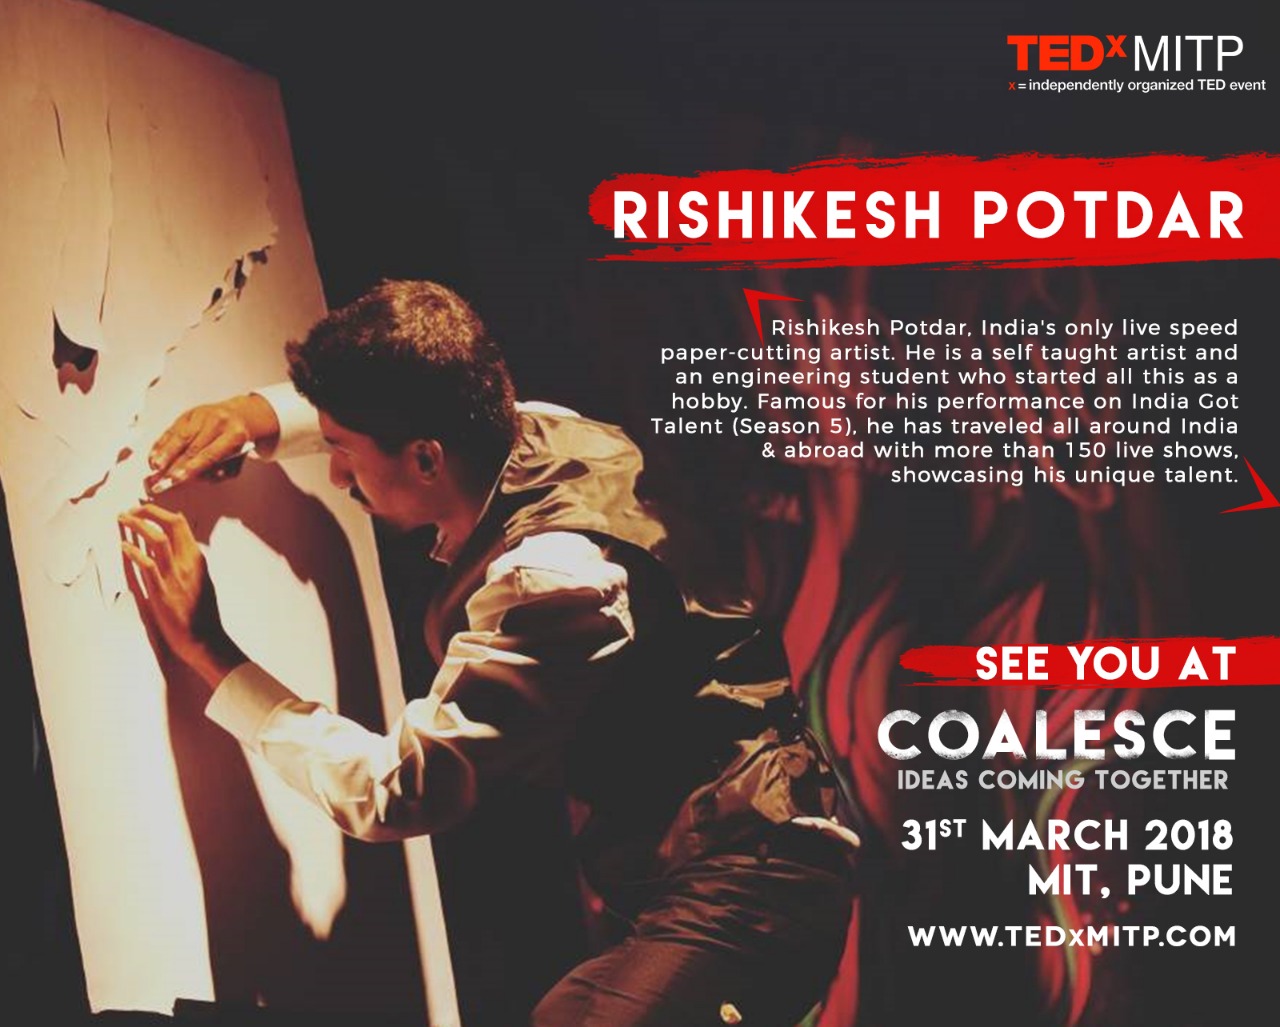 TEDxMITP
x = independently organized TED event
RISHIKESH POTDAR
Rishikesh Potdar, India's only live speed
paper-cutting artist. He is a self taught artist and
an engineering student who started all this as a
hobby. Famous for his performance on India Got
Talent (Season 5), he has traveled all around India
& abroad with more than 150 live shows,
showcasing his unique talent.
SEE YOU AT
COALESCE
IDEAS COMING TOGETHER
31ST MARCH 2018
MIT, PUNE
WWW.TEDxMITP.COM